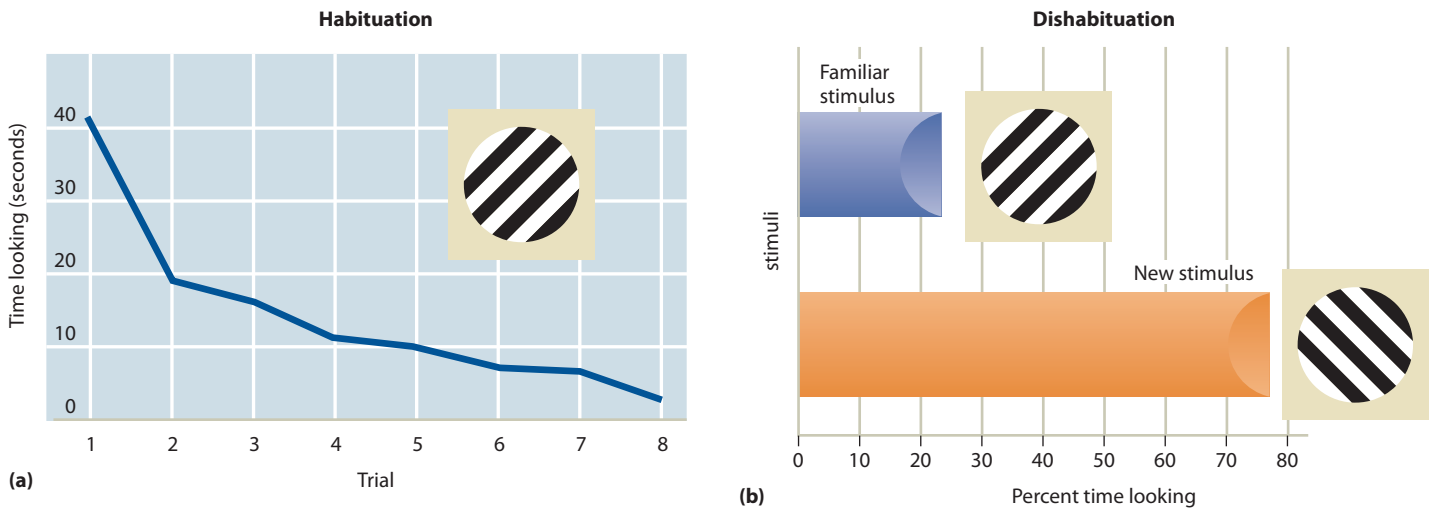 Habituation
Time looking (seconds)
40
30
20
10
0
1 2 3 4 5 6 7 8
Trial
(a)
Dishabituation
Familiar
stimulus
New stimulus
stimuli
0 10 20 30 40 50 60 70 80
Percent time looking
(b)